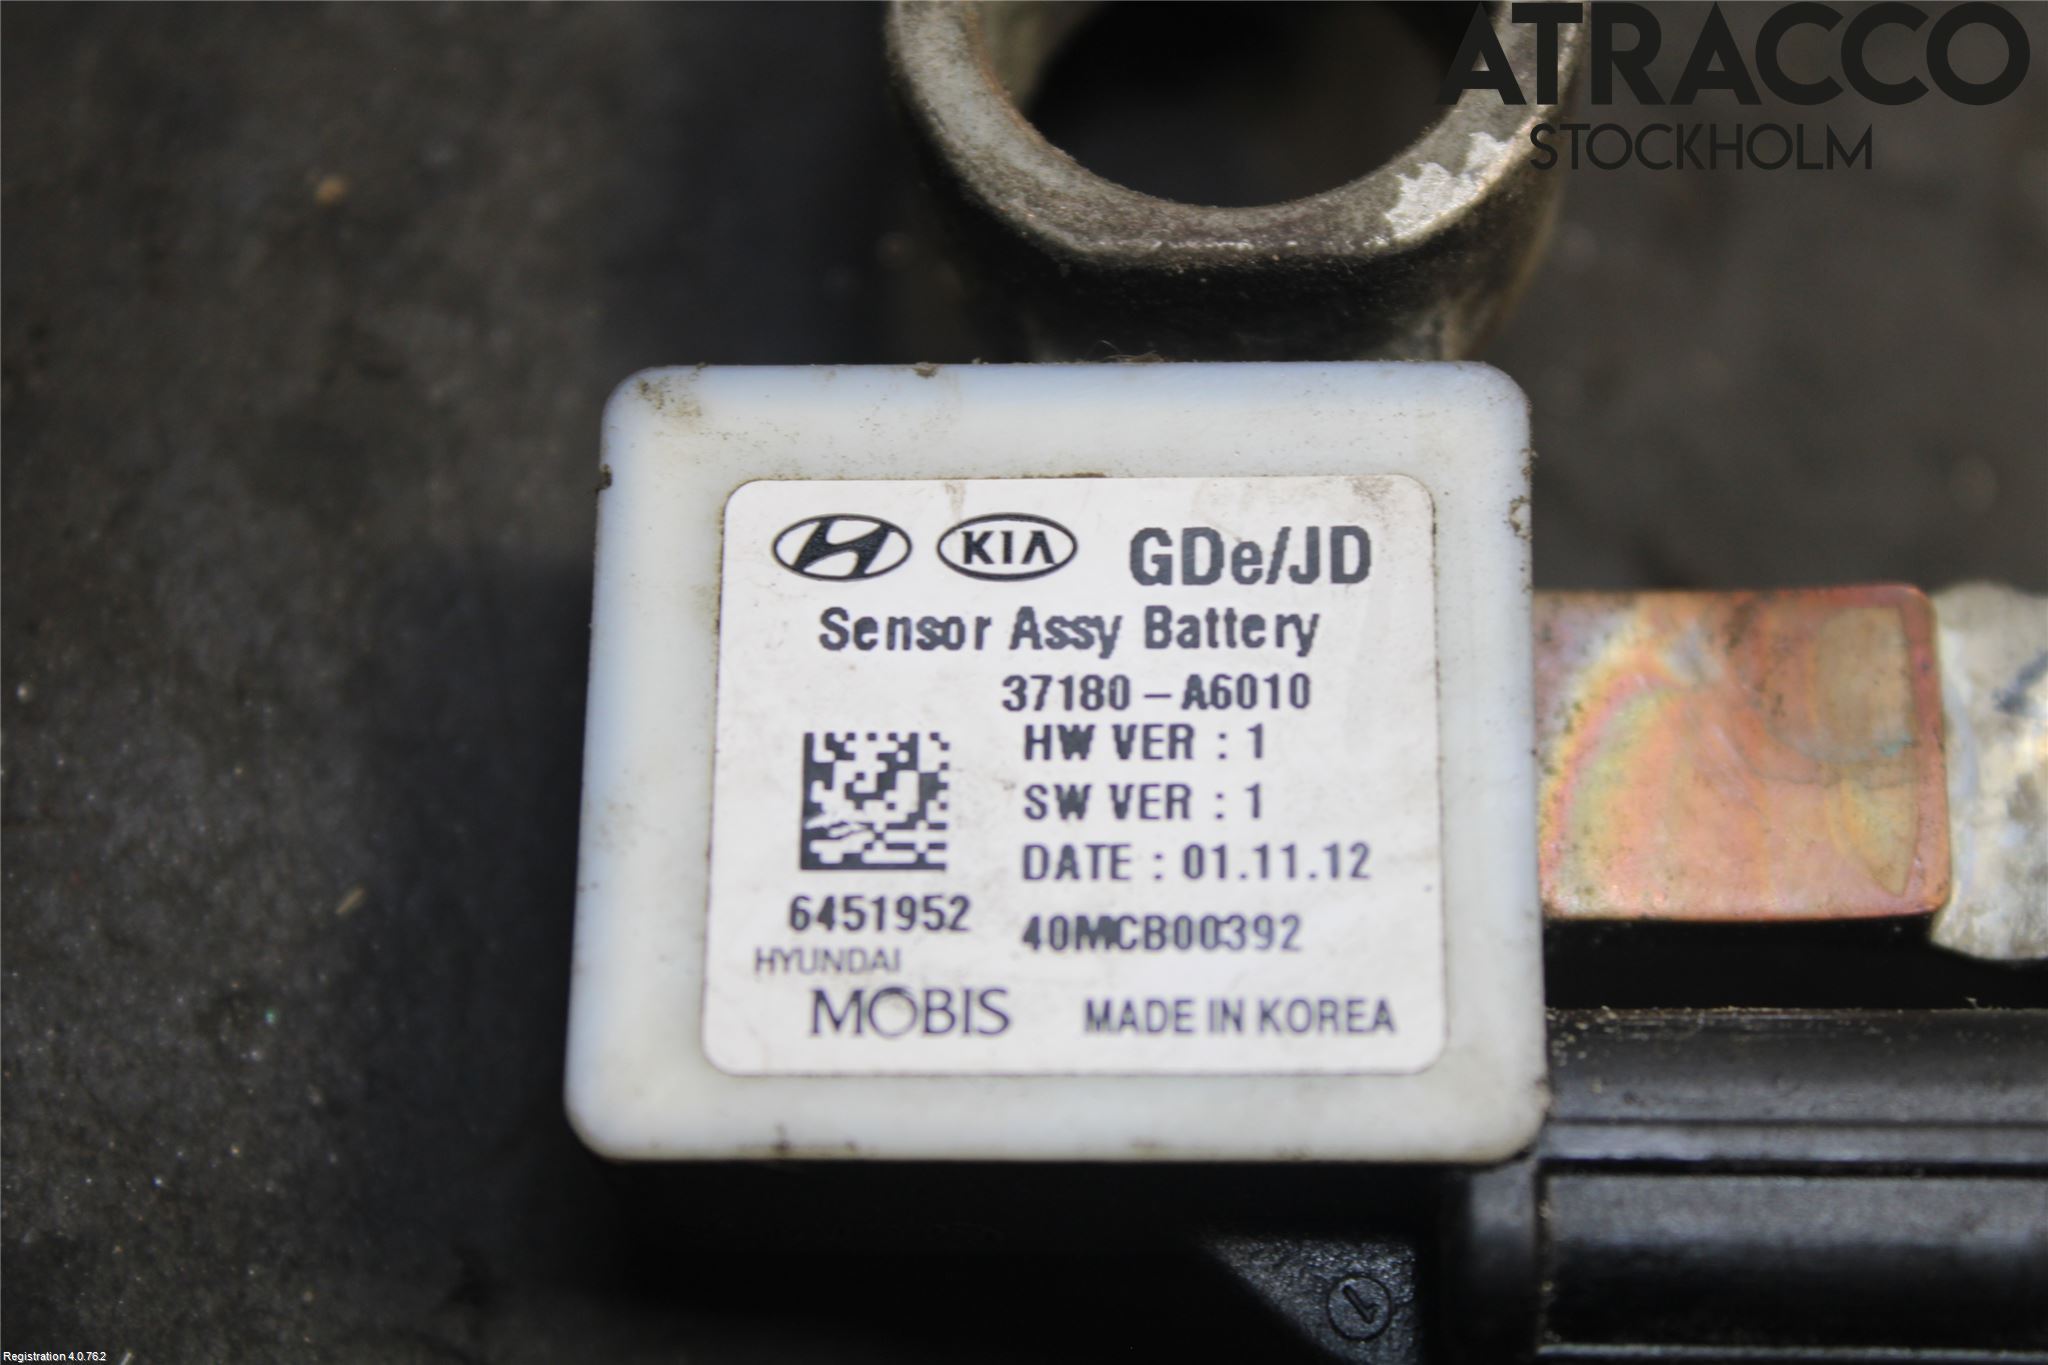 ATRACCO
STOCKHOLM
KIA GDe/JD
Sensor Assy Battery
37180-A6010
HW VER : 1
SW VER : 1
DATE : 01.11.12
6451952
40MCB00392
HYUNDAI
MOBIS
MADE IN KOREA
1
Registration 4.0.76.2